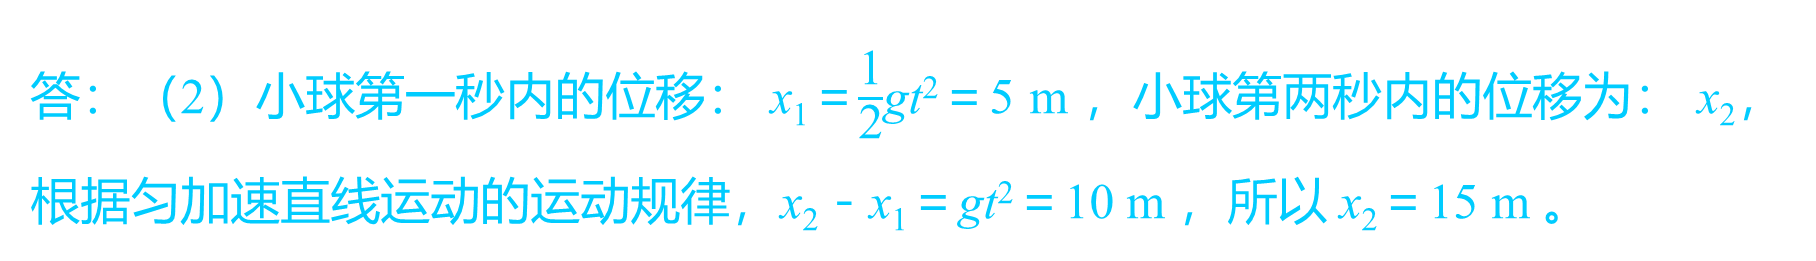 答：（2）小球第一秒内的位移： x₁ = 1/2 gt² = 5 m ，小球第两秒内的位移为： x₂，
根据匀加速直线运动的运动规律，x₂ - x₁ = gt² = 10 m ，所以 x₂ = 15 m 。